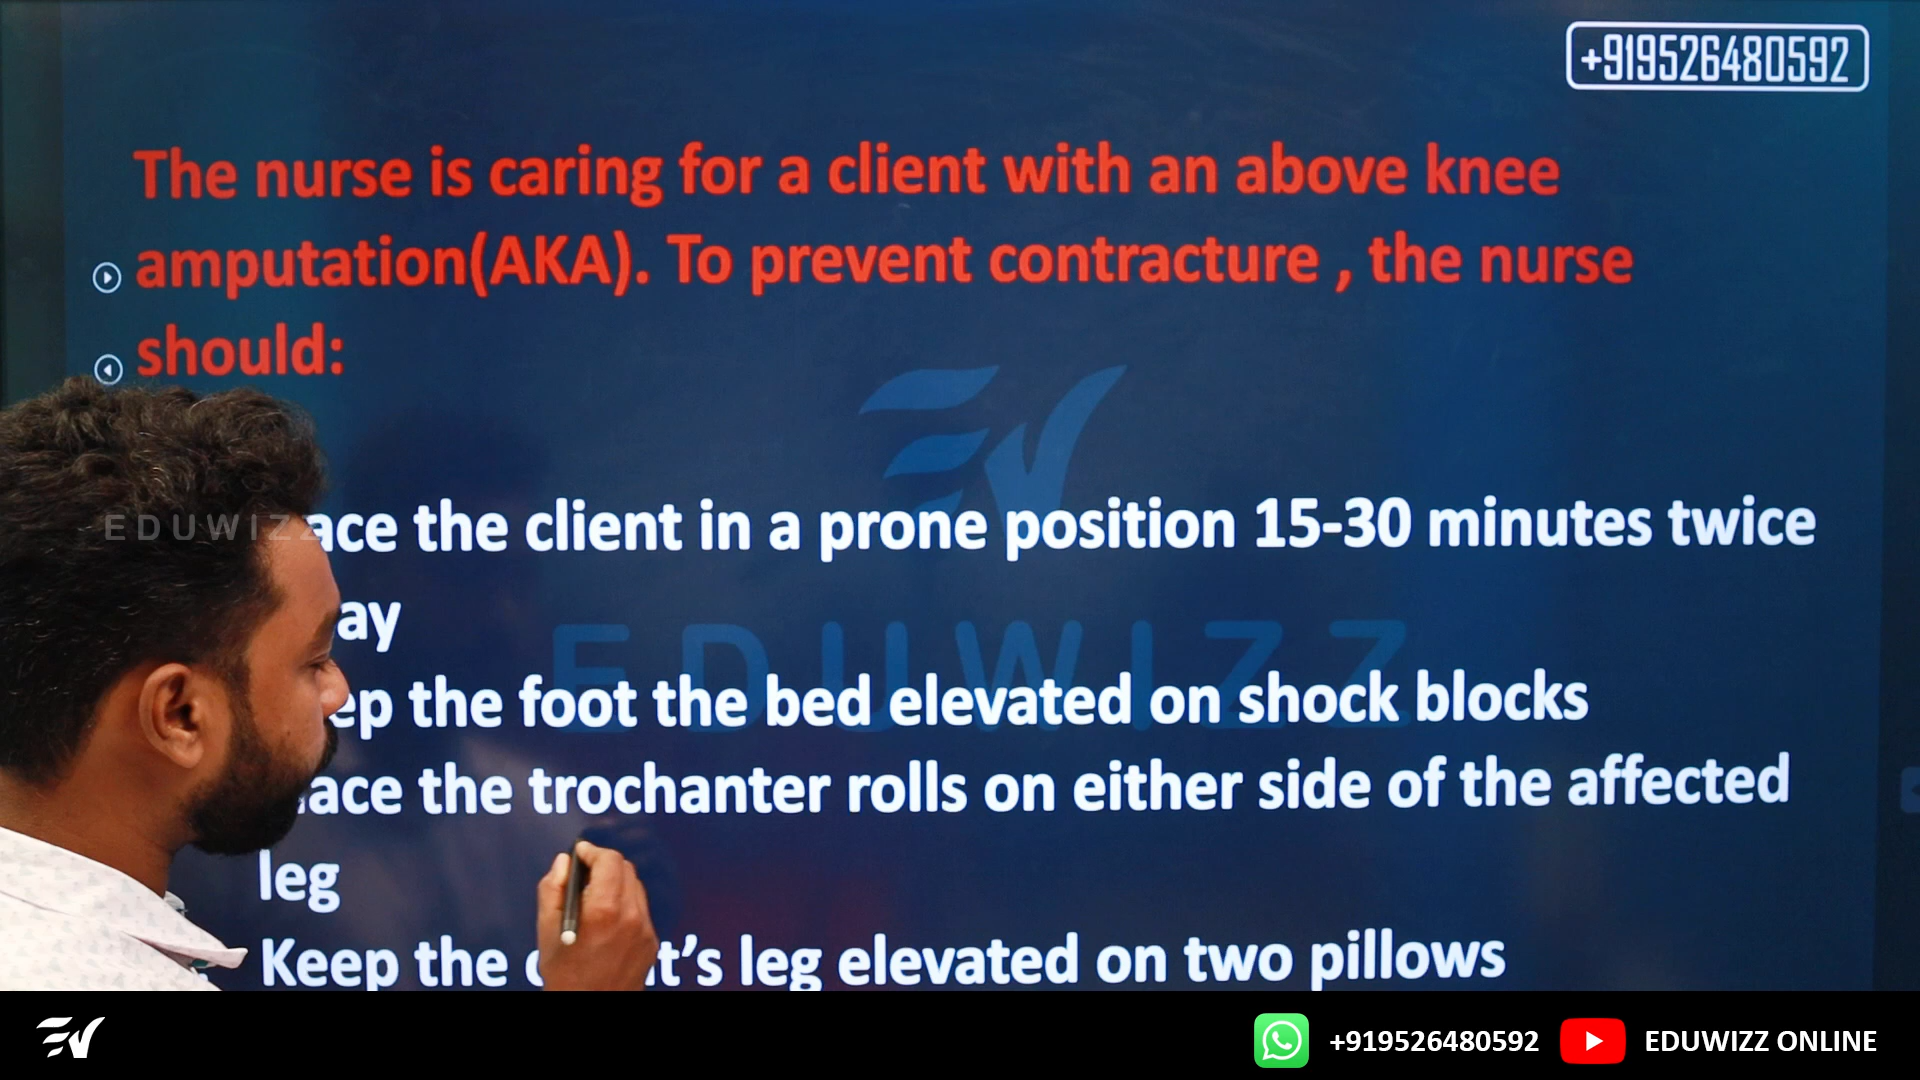 +919526480592
The nurse is caring for a client with an above knee
amputation(AKA). To prevent contracture , the nurse
should:
ace the client in a prone position 15-30 minutes twice
ay
ep the foot the bed elevated on shock blocks
ace the trochanter rolls on either side of the affected
leg
Keep the t's leg elevated on two pillows
EDUWIZZ
EDUWIZZ
+919526480592 EDUWIZZ ONLINE